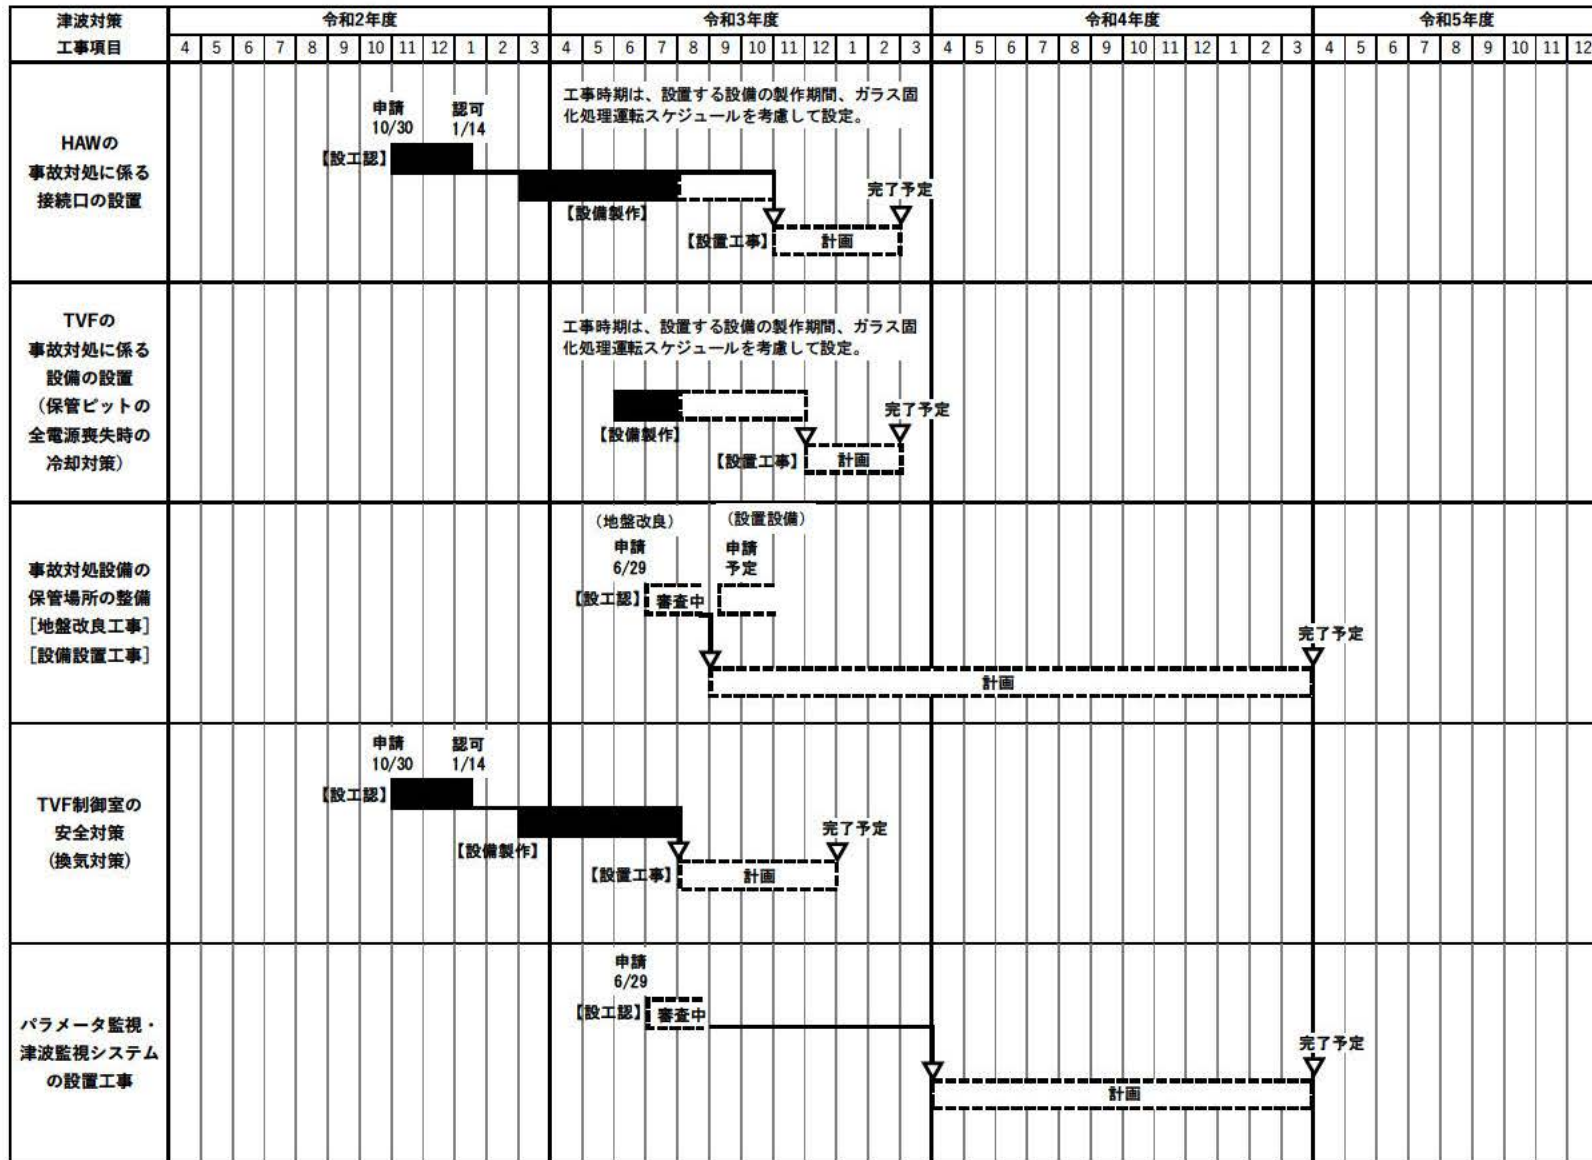 津波対策
工事項目
令和2年度 令和3年度 令和4年度 令和5年度
4 5 6 7 8 9 10 11 12 1 2 3 4 5 6 7 8 9 10 11 12 1 2 3 4 5 6 7 8 9 10 11 12 1 2 3 4 5 6 7 8 9 10 11 12
HAWの
事故対処に係る
接続口の設置
申請
10/30
認可
1/14
【設工認】
工事時期は、設置する設備の製作期間、ガラス固
化処理運転スケジュールを考慮して設定。
【設備製作】
完了予定
【設置工事】
計画
TVFの
事故対処に係る
設備の設置
（保管ピットの
全電源喪失時の
冷却対策）
工事時期は、設置する設備の製作期間、ガラス固
化処理運転スケジュールを考慮して設定。
【設備製作】
完了予定
【設置工事】
計画
事故対処設備の
保管場所の整備
［地盤改良工事］
［設備設置工事］
（地盤改良）
申請
6/29
（設置設備）
申請
予定
【設工認】
審査中
完了予定
計画
TVF制御室の
安全対策
(換気対策)
申請
10/30
認可
1/14
【設工認】
【設備製作】
完了予定
【設置工事】
計画
パラメータ監視・
津波監視システム
の設置工事
申請
6/29
【設工認】
審査中
完了予定
計画